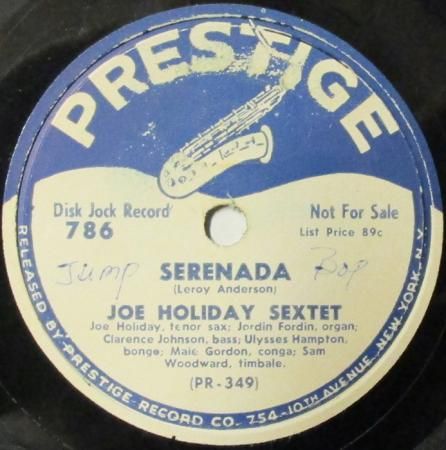 PRESTIGE
Disk Jock Record
786
Not For Sale
List Price 89c
Jump
SERENADA
Bop
(Leroy Anderson)
JOE HOLIDAY SEXTET
Joe Holiday, tenor sax; Jordin Fordin, organ;
Clarence Johnson, bass; Ulysses Hampton,
bongo; Maie Gordon, conga; Sam
Woodward, timbale.
(PR-349)
RELEASED BY PRESTIGE RECORD CO. 754-10TH AVENUE, NEW YORK, N.Y.